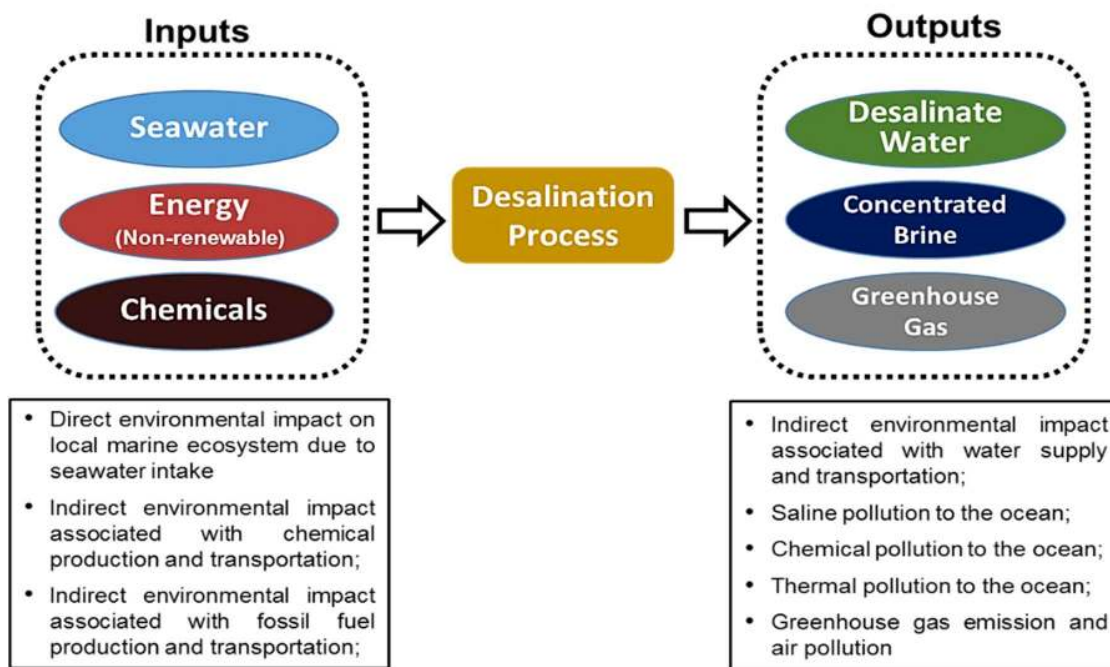 Inputs
Seawater
Energy
(Non-renewable)
Chemicals
Desalination
Process
Outputs
Desalinate
Water
Concentrated
Brine
Greenhouse
Gas
• Direct environmental impact on
local marine ecosystem due to
seawater intake
• Indirect environmental impact
associated with chemical
production and transportation;
• Indirect environmental impact
associated with fossil fuel
production and transportation;
• Indirect environmental impact
associated with water supply
and transportation;
• Saline pollution to the ocean;
• Chemical pollution to the ocean;
• Thermal pollution to the ocean;
• Greenhouse gas emission and
air pollution